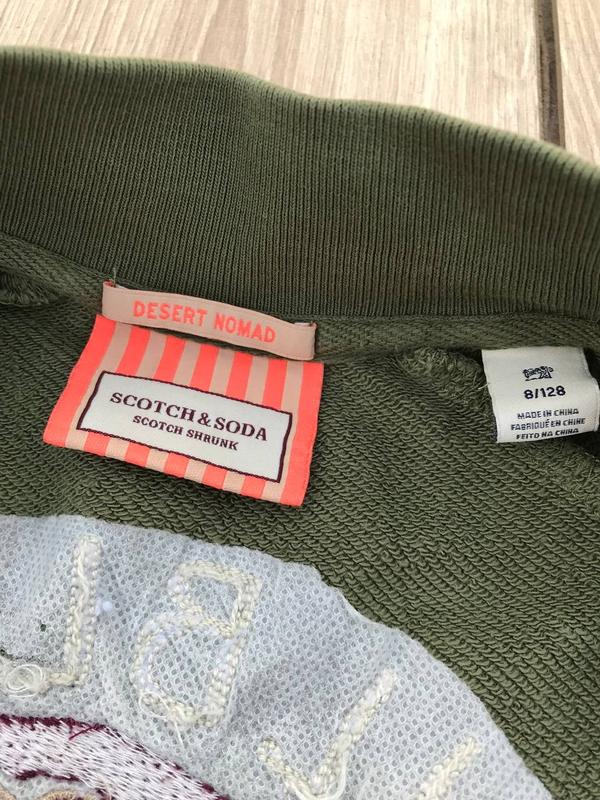 DESERT NOMAD
SCOTCH & SODA
SCOTCH SHRUNK
8/128
MADE IN CHINA
FABRIQUÉ EN CHINE
FEITO NA CHINA